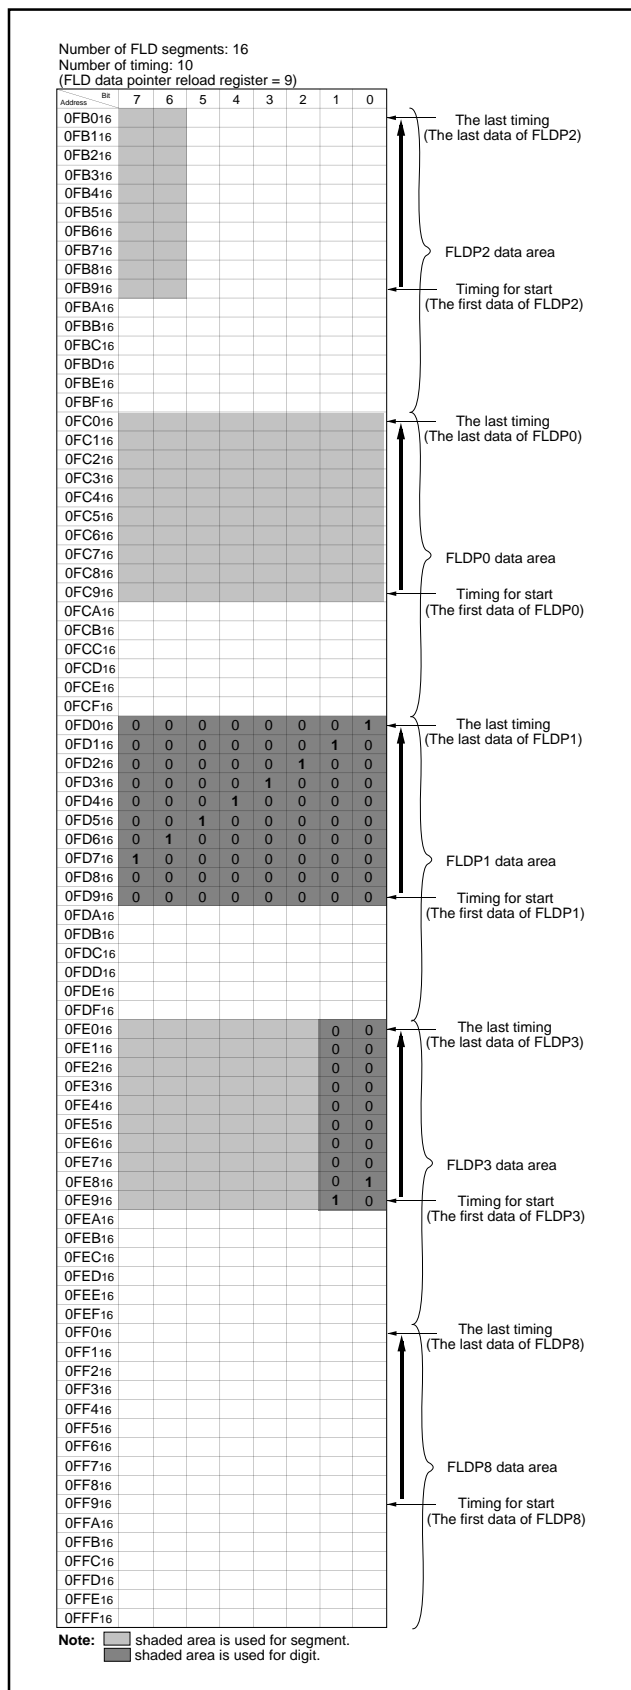 Number of FLD segments: 16
Number of timing: 10
(FLD data pointer reload register = 9)
Bit
Address 7 6 5 4 3 2 1 0
0FB016 The last timing
(The last data of FLDP2)
0FB116
0FB216
0FB316
0FB416
0FB516
0FB616
0FB716 FLDP2 data area
0FB816
0FB916 Timing for start
(The first data of FLDP2)
0FBA16
0FBB16
0FBC16
0FBD16
0FBE16
0FBF16
0FC016 The last timing
(The last data of FLDP0)
0FC116
0FC216
0FC316
0FC416
0FC516
0FC616
0FC716 FLDP0 data area
0FC816
0FC916 Timing for start
(The first data of FLDP0)
0FCA16
0FCB16
0FCC16
0FCD16
0FCE16
0FCF16
0FD016 0 0 0 0 0 0 0 1 The last timing
(The last data of FLDP1)
0FD116 0 0 0 0 0 0 1 0
0FD216 0 0 0 0 0 1 0 0
0FD316 0 0 0 0 1 0 0 0
0FD416 0 0 0 1 0 0 0 0
0FD516 0 0 1 0 0 0 0 0
0FD616 0 1 0 0 0 0 0 0
0FD716 1 0 0 0 0 0 0 0 FLDP1 data area
0FD816 0 0 0 0 0 0 0 0
0FD916 0 0 0 0 0 0 0 0 Timing for start
(The first data of FLDP1)
0FDA16
0FDB16
0FDC16
0FDD16
0FDE16
0FDF16
0FE016 0 0 The last timing
(The last data of FLDP3)
0FE116 0 0
0FE216 0 0
0FE316 0 0
0FE416 0 0
0FE516 0 0
0FE616 0 0
0FE716 0 0 FLDP3 data area
0FE816 0 1
0FE916 1 0 Timing for start
(The first data of FLDP3)
0FEA16
0FEB16
0FEC16
0FED16
0FEE16
0FEF16
0FF016 The last timing
(The last data of FLDP8)
0FF116
0FF216
0FF316
0FF416
0FF516
0FF616
0FF716 FLDP8 data area
0FF816
0FF916 Timing for start
(The first data of FLDP8)
0FFA16
0FFB16
0FFC16
0FFD16
0FFE16
0FFF16
Note: shaded area is used for segment.
shaded area is used for digit.